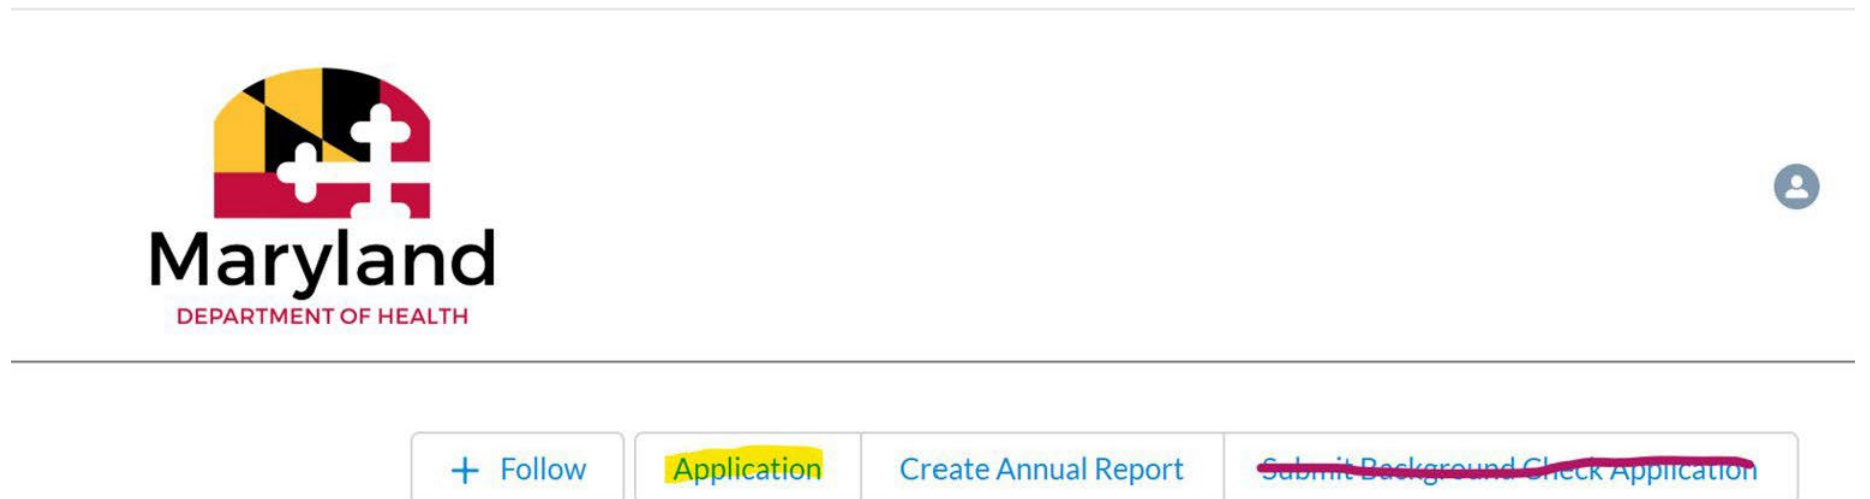 Maryland
DEPARTMENT OF HEALTH
+ Follow Application Create Annual Report Submit Background Check Application